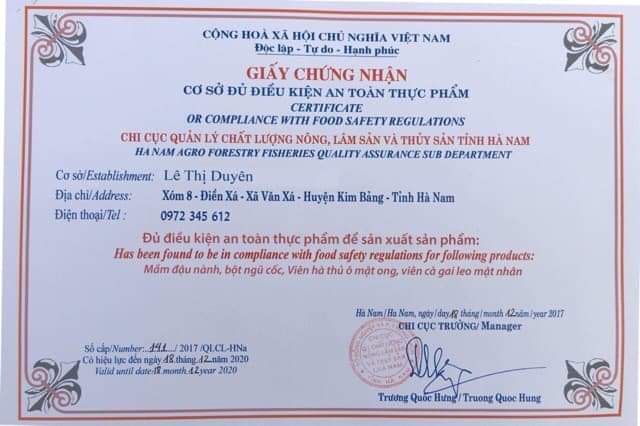 CỘNG HOÀ XÃ HỘI CHỦ NGHĨA VIỆT NAM
Độc lập - Tự do - Hạnh phúc
GIẤY CHỨNG NHẬN
CƠ SỞ ĐỦ ĐIỀU KIỆN AN TOÀN THỰC PHẨM
CERTIFICATE
OR COMPLIANCE WITH FOOD SAFETY REGULATIONS
CHI CỤC QUẢN LÝ CHẤT LƯỢNG NÔNG, LÂM SẢN VÀ THỦY SẢN TỈNH HÀ NAM
HA NAM AGRO FORESTRY FISHERIES QUALITY ASSURANCE SUB DEPARTMENT
Cơ sở/Establishment: Lê Thị Duyên
Địa chỉ/Address: Xóm 8 - Điền Xá - Xã Văn Xá - Huyện Kim Bảng - Tỉnh Hà Nam
Điện thoại/Tel : 0972 345 612
Đủ điều kiện an toàn thực phẩm để sản xuất sản phẩm:
Has been found to be in compliance with food safety regulations for following products:
Mầm đậu nành, bột ngũ cốc, Viên hà thủ ô mật ong, viên cà gai leo mật nhân
Hà Nam/Ha Nam, ngày/day 18 tháng/month 12 năm/year 2017
CHI CỤC TRƯỞNG/ Manager
Số cấp/Number: 191 / 2017 /QLCL-HNa
Có hiệu lực đến ngày 18 tháng 12 năm 2020
Valid until date 18 month 12 year 2020
Trương Quốc Hưng / Truong Quoc Hung